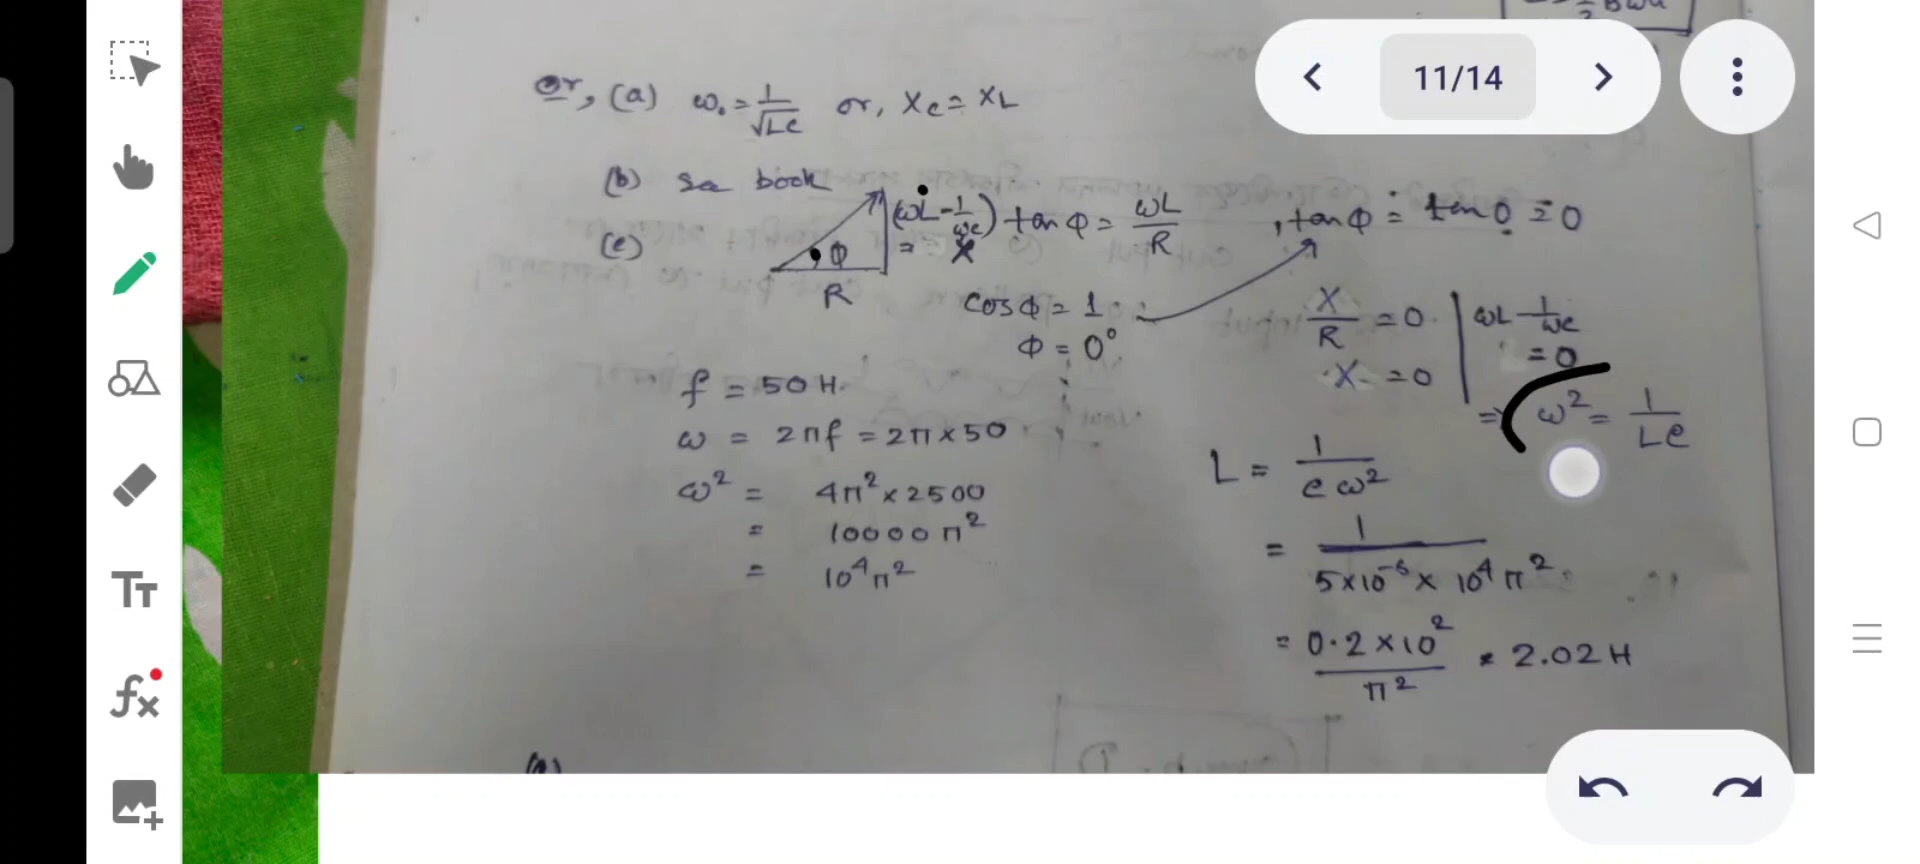 11/14
or, (a) ω₀ = 1/√LC or, Xc = XL
(b) See book
(c) (ωL - 1/ωc) tan Φ = ωL/R , tan Φ = tan 0 = 0
= X
Φ
R
cos Φ = 1
Φ = 0°
X/R = 0
X = 0
ωL - 1/ωc
= 0
⇒ ω² = 1/LC
f = 50 H
ω = 2πf = 2π×50
ω² = 4π² × 2500
= 10000 π²
= 10⁴π²
L = 1/cω²
= 1/5×10⁻⁶ × 10⁴ π²
= 0.2 × 10²/π² = 2.02 H
TT
fx